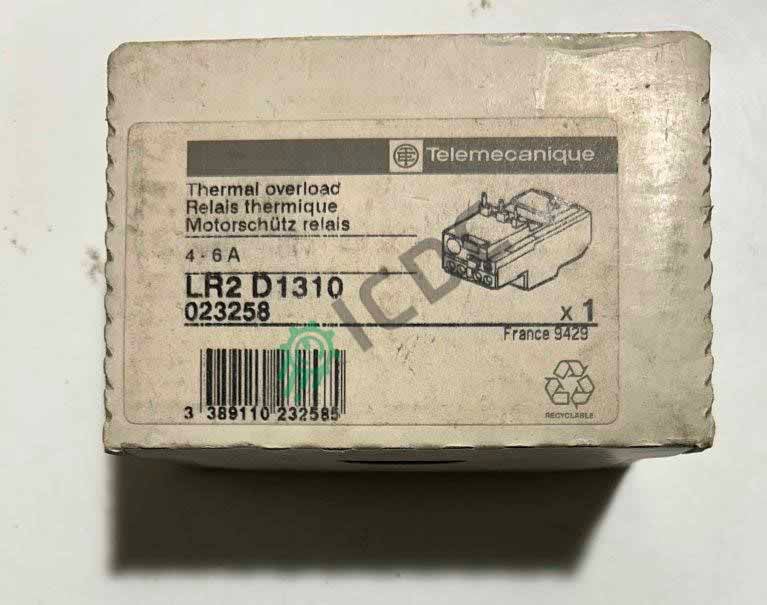 Telemecanique
Thermal overload
Relais thermique
Motorschütz relais
4 - 6 A
LR2 D1310
023258
x 1
France 9429
3 389110 232585
RECYCLABLE
ICDC